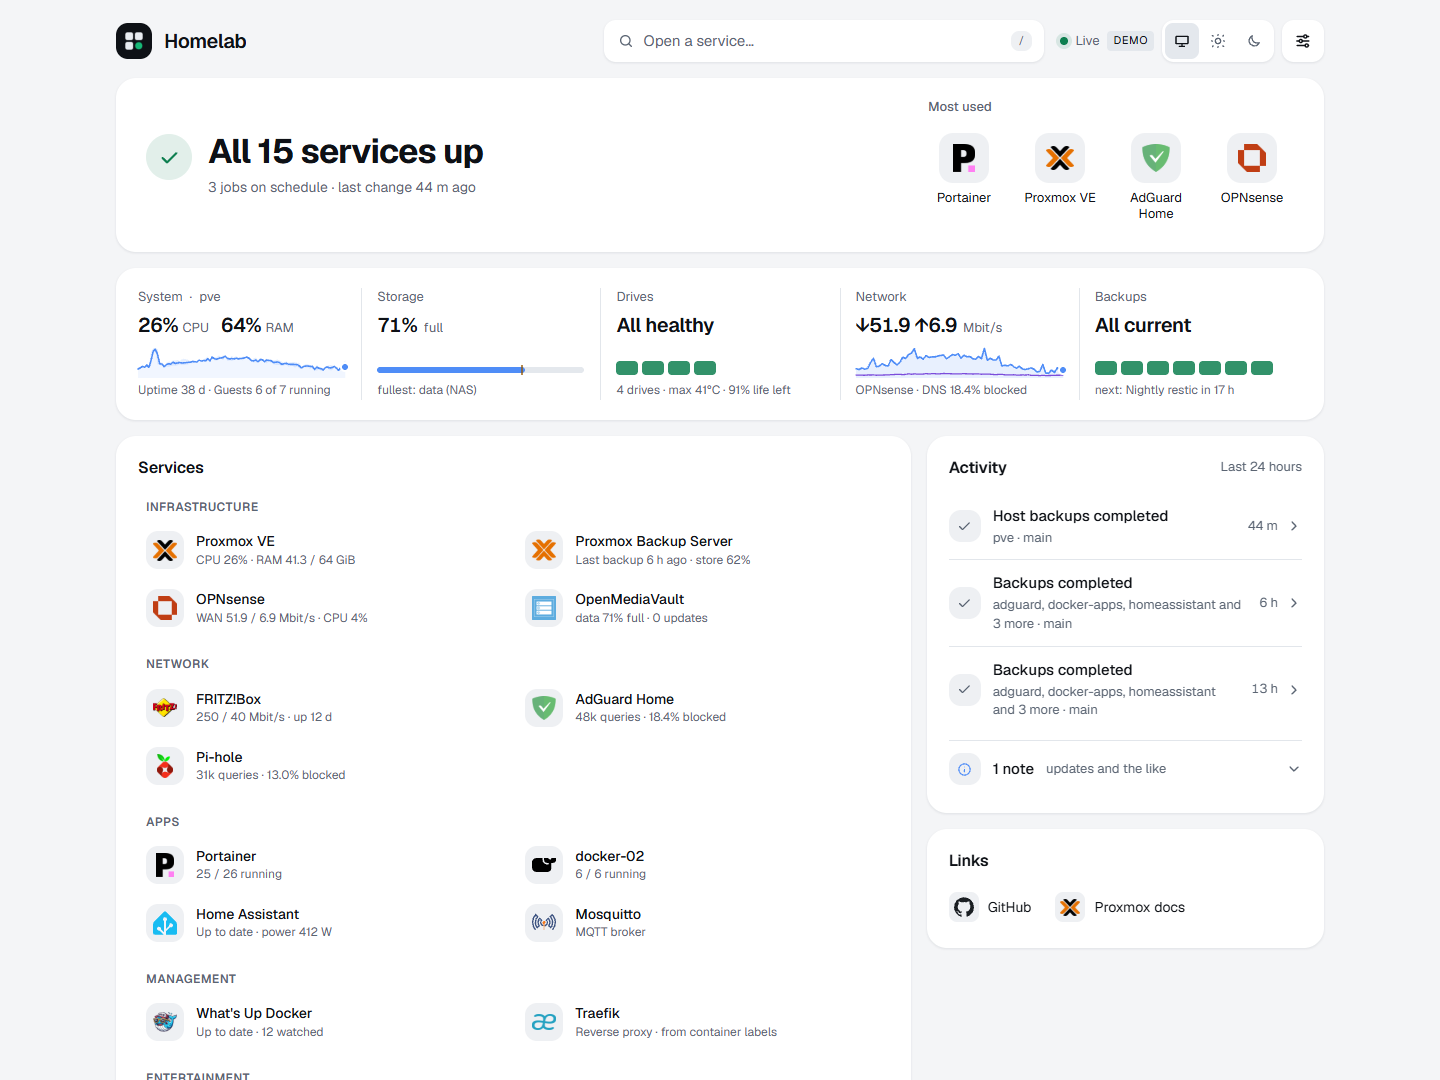 Homelab
Open a service...
/
Live
DEMO
All 15 services up
3 jobs on schedule · last change 44 m ago
Most used
Portainer
Proxmox VE
AdGuard
Home
OPNsense
System · pve
26% CPU 64% RAM
Uptime 38 d · Guests 6 of 7 running
Storage
71% full
fullest: data (NAS)
Drives
All healthy
4 drives · max 41°C · 91% life left
Network
↓51.9 ↑6.9 Mbit/s
OPNsense · DNS 18.4% blocked
Backups
All current
next: Nightly restic in 17 h
Services
INFRASTRUCTURE
Proxmox VE
CPU 26% · RAM 41.3 / 64 GiB
Proxmox Backup Server
Last backup 6 h ago · store 62%
OPNsense
WAN 51.9 / 6.9 Mbit/s · CPU 4%
OpenMediaVault
data 71% full · 0 updates
NETWORK
FRITZ!Box
250 / 40 Mbit/s · up 12 d
AdGuard Home
48k queries · 18.4% blocked
Pi-hole
31k queries · 13.0% blocked
APPS
Portainer
25 / 26 running
docker-02
6 / 6 running
Home Assistant
Up to date · power 412 W
Mosquitto
MQTT broker
MANAGEMENT
What's Up Docker
Up to date · 12 watched
Traefik
Reverse proxy · from container labels
ENTERTAINMENT
Activity
Last 24 hours
Host backups completed
pve · main
44 m
Backups completed
adguard, docker-apps, homeassistant and
3 more · main
6 h
Backups completed
adguard, docker-apps, homeassistant
and 3 more · main
13 h
1 note updates and the like
Links
GitHub
Proxmox docs